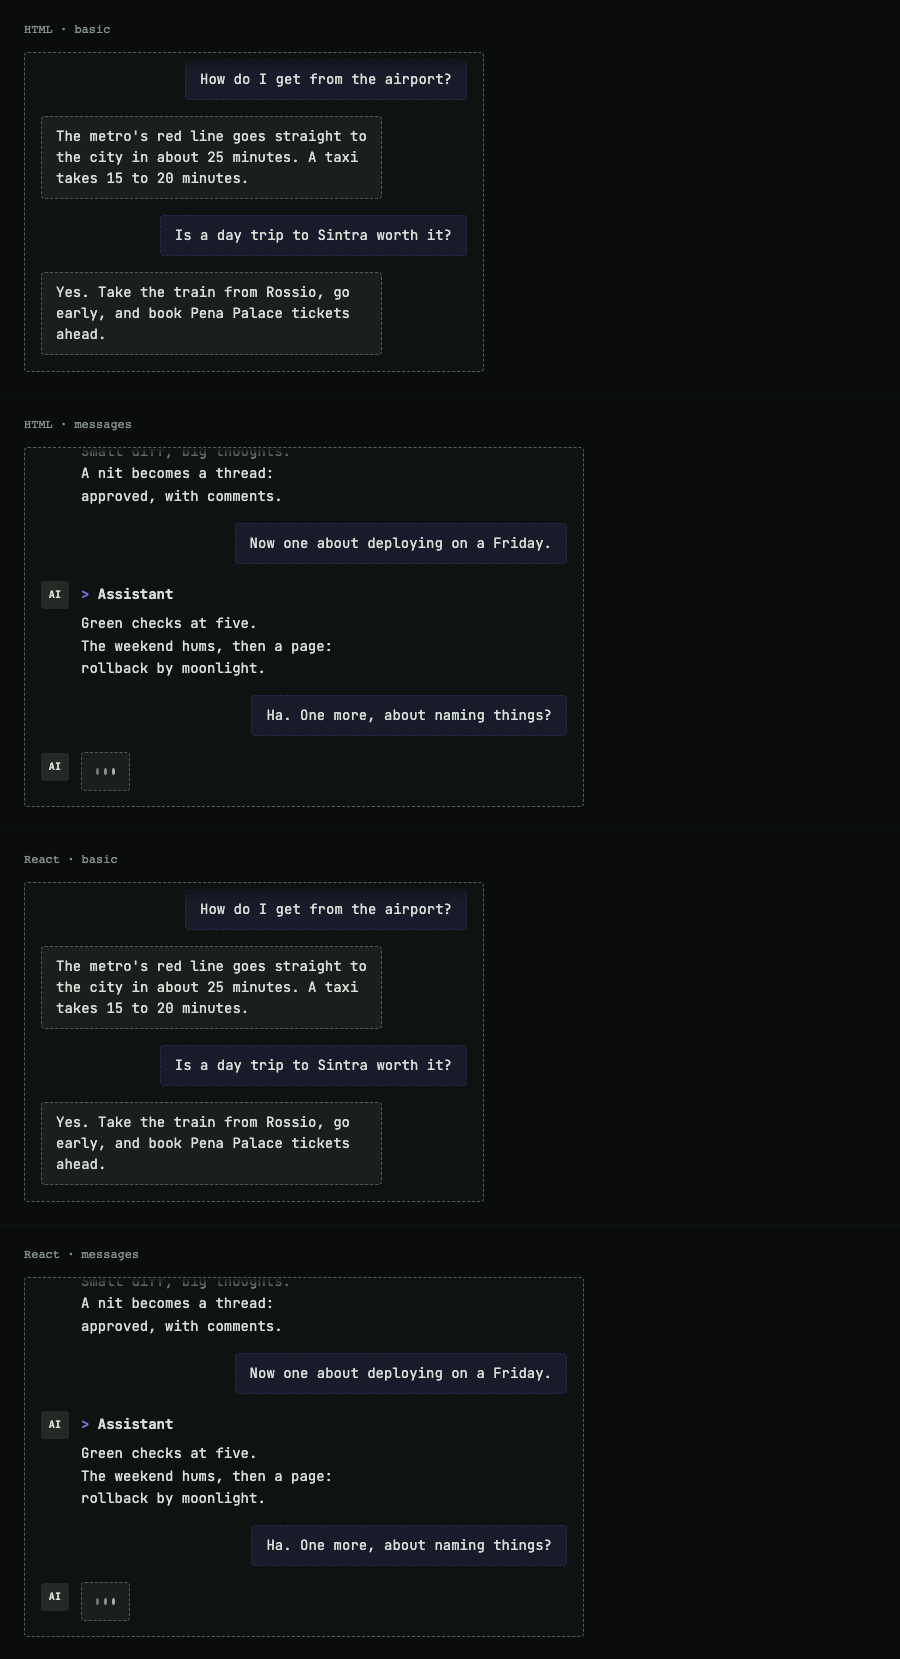 HTML · basic
How do I get from the airport?
The metro's red line goes straight to
the city in about 25 minutes. A taxi
takes 15 to 20 minutes.
Is a day trip to Sintra worth it?
Yes. Take the train from Rossio, go
early, and book Pena Palace tickets
ahead.
HTML · messages
Small diff, big thoughts.
A nit becomes a thread:
approved, with comments.
Now one about deploying on a Friday.
AI > Assistant
Green checks at five.
The weekend hums, then a page:
rollback by moonlight.
Ha. One more, about naming things?
AI
React · basic
How do I get from the airport?
The metro's red line goes straight to
the city in about 25 minutes. A taxi
takes 15 to 20 minutes.
Is a day trip to Sintra worth it?
Yes. Take the train from Rossio, go
early, and book Pena Palace tickets
ahead.
React · messages
Small diff, big thoughts.
A nit becomes a thread:
approved, with comments.
Now one about deploying on a Friday.
AI > Assistant
Green checks at five.
The weekend hums, then a page:
rollback by moonlight.
Ha. One more, about naming things?
AI